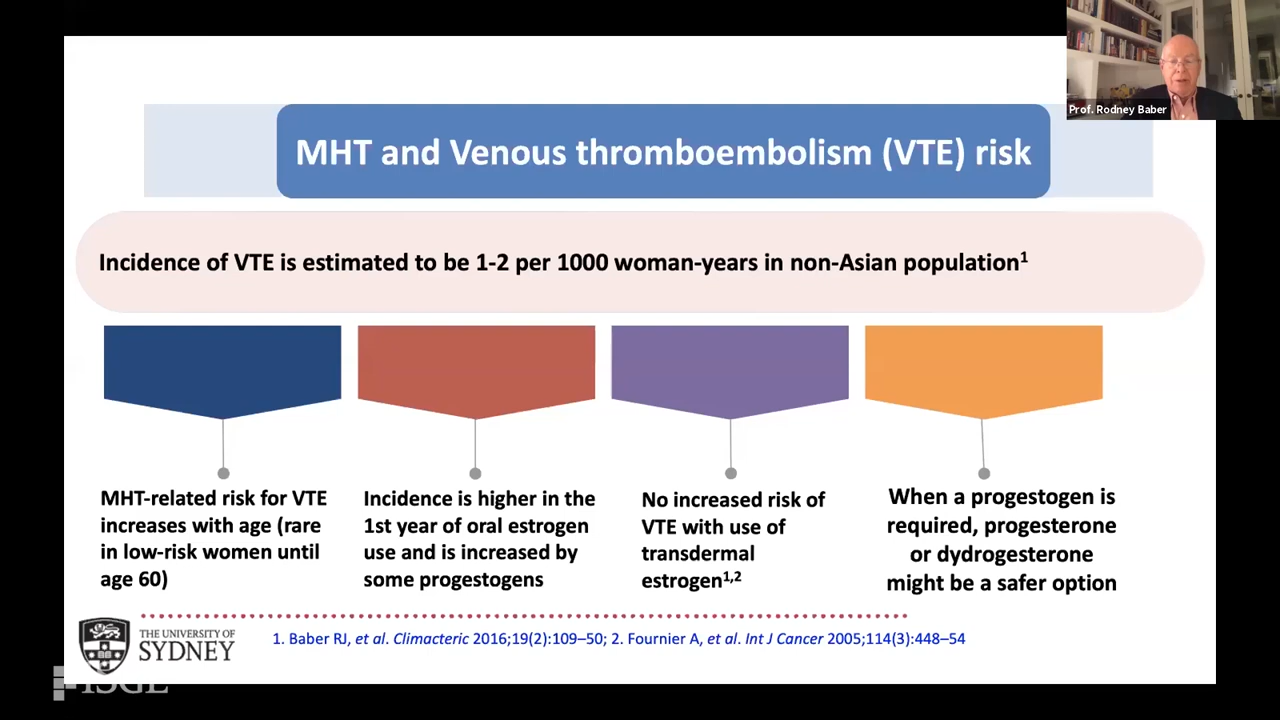 Prof. Rodney Baber
MHT and Venous thromboembolism (VTE) risk
Incidence of VTE is estimated to be 1-2 per 1000 woman-years in non-Asian population¹
MHT-related risk for VTE
increases with age (rare
in low-risk women until
age 60)
Incidence is higher in the
1st year of oral estrogen
use and is increased by
some progestogens
No increased risk of
VTE with use of
transdermal
estrogen¹,²
When a progestogen is
required, progesterone
or dydrogesterone
might be a safer option
THE UNIVERSITY OF
SYDNEY
1. Baber RJ, et al. Climacteric 2016;19(2):109–50; 2. Fournier A, et al. Int J Cancer 2005;114(3):448–54